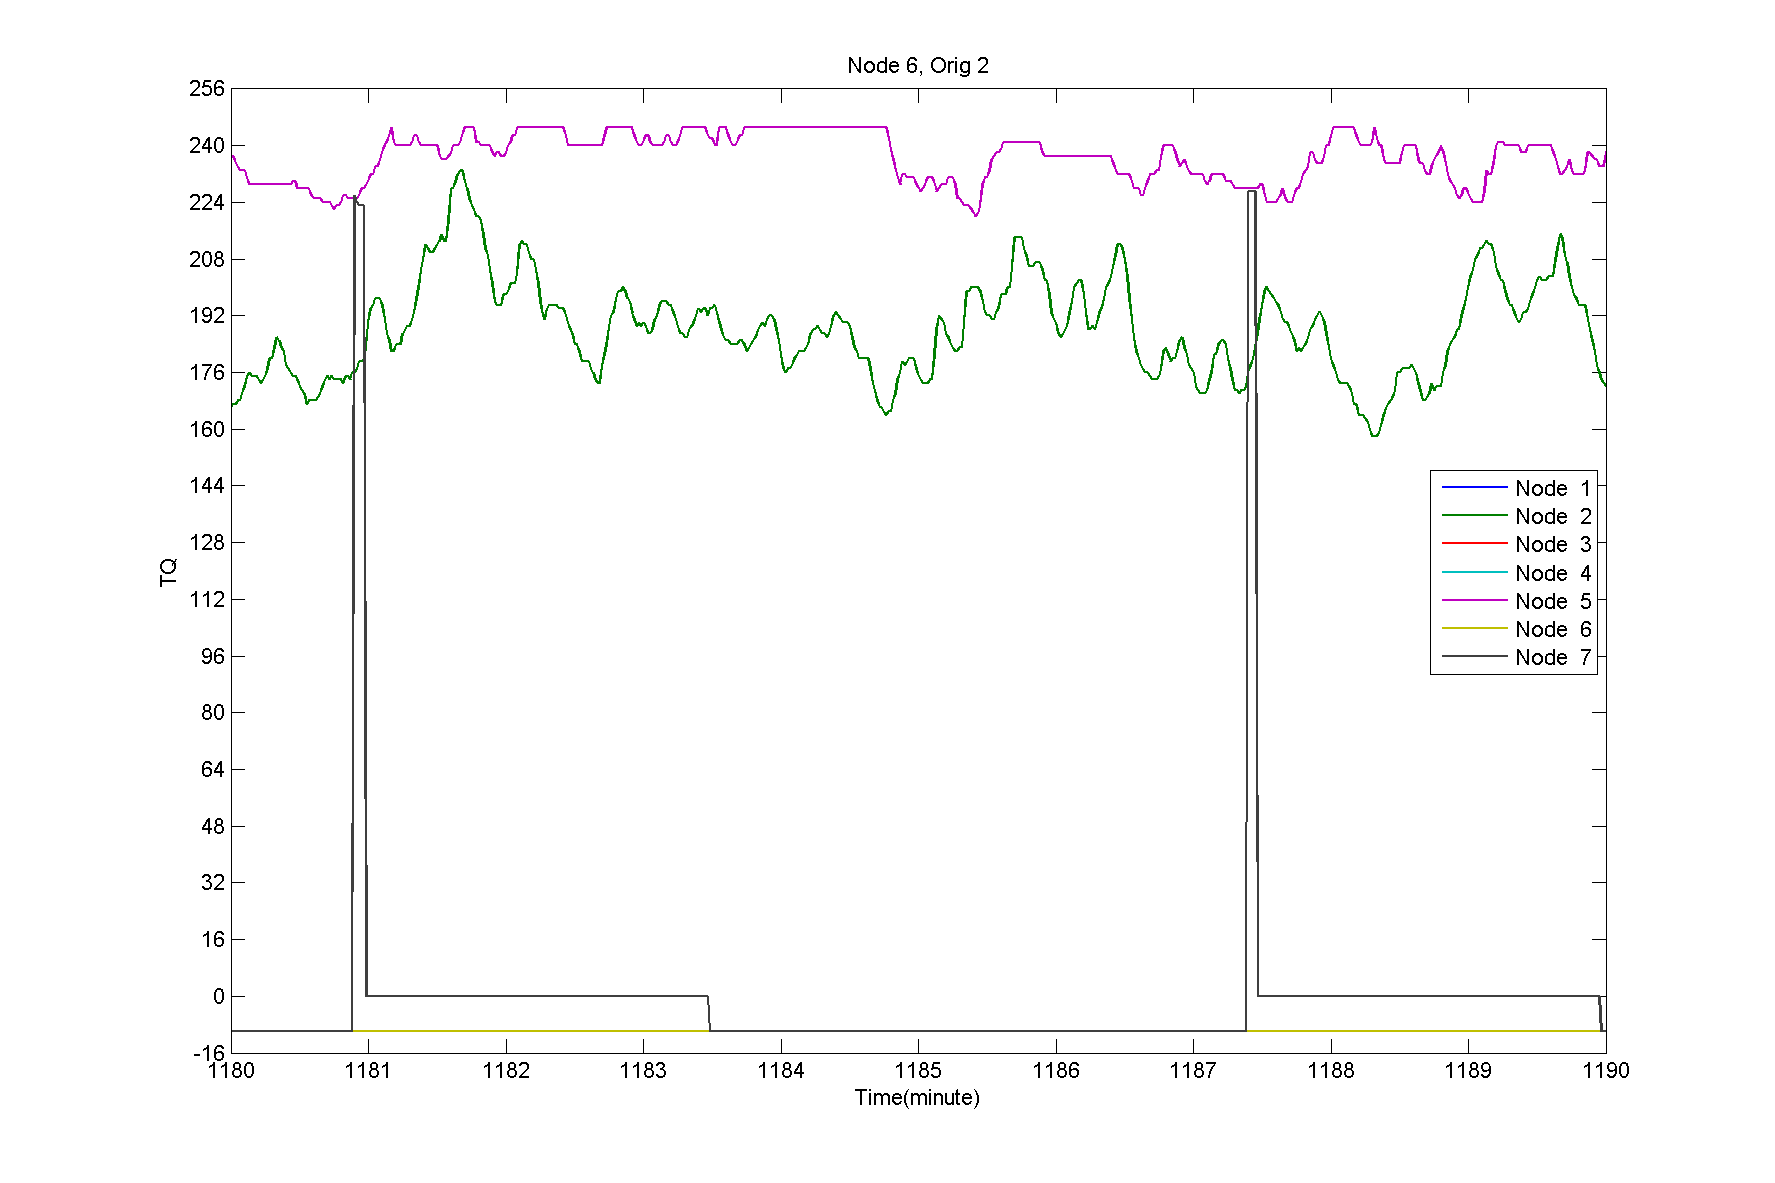 Node 6, Orig 2
256
240
224
208
192
176
160
144
128
112
96
80
64
48
32
16
0
-16
TQ
Node 1
Node 2
Node 3
Node 4
Node 5
Node 6
Node 7
1180 1181 1182 1183 1184 1185 1186 1187 1188 1189 1190
Time(minute)